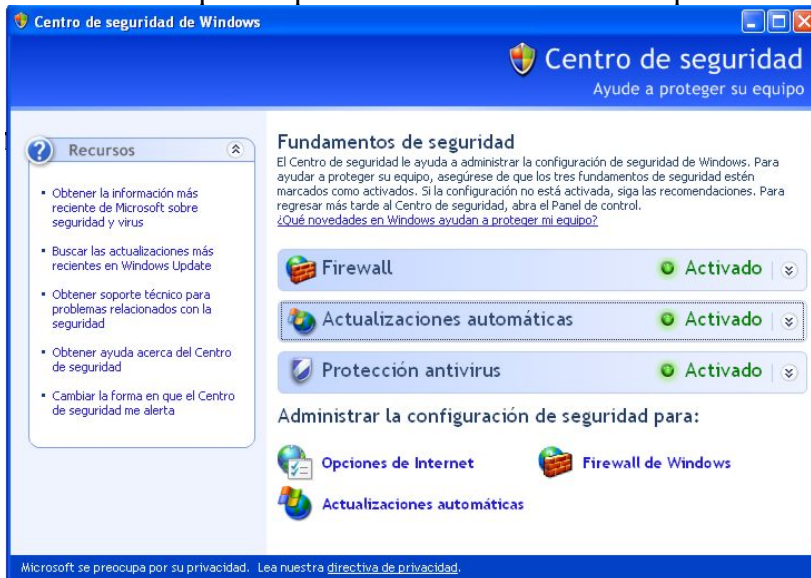 Centro de seguridad de Windows
Centro de seguridad
Ayude a proteger su equipo
Recursos
Obtener la información más
reciente de Microsoft sobre
seguridad y virus
Buscar las actualizaciones más
recientes en Windows Update
Obtener soporte técnico para
problemas relacionados con la
seguridad
Obtener ayuda acerca del Centro
de seguridad
Cambiar la forma en que el Centro
de seguridad me alerta
Fundamentos de seguridad
El Centro de seguridad le ayuda a administrar la configuración de seguridad de Windows. Para
ayudar a proteger su equipo, asegúrese de que los tres fundamentos de seguridad estén
marcados como activados. Si la configuración no está activada, siga las recomendaciones. Para
regresar más tarde al Centro de seguridad, abra el Panel de control.
¿Qué novedades en Windows ayudan a proteger mi equipo?
Firewall Activado
Actualizaciones automáticas Activado
Protección antivirus Activado
Administrar la configuración de seguridad para:
Opciones de Internet Firewall de Windows
Actualizaciones automáticas
Microsoft se preocupa por su privacidad. Lea nuestra directiva de privacidad.